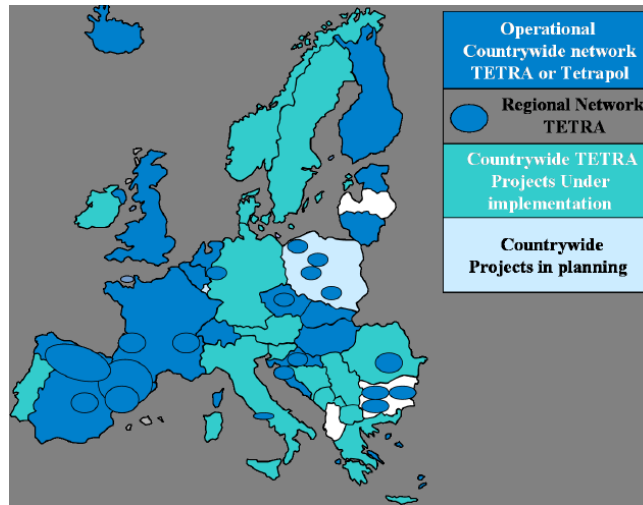 Operational
Countrywide network
TETRA or Tetrapol
Regional Network
TETRA
Countrywide TETRA
Projects Under
implementation
Countrywide
Projects in planning